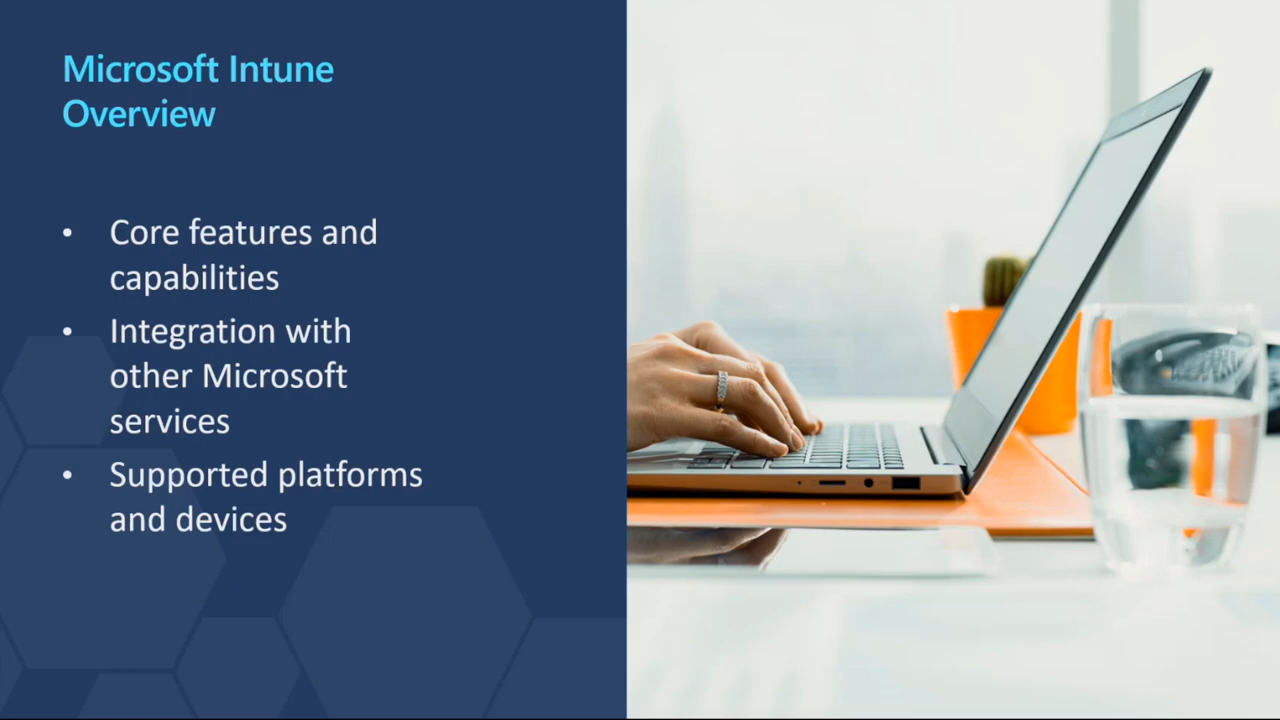 Microsoft Intune
Overview
• Core features and
capabilities
• Integration with
other Microsoft
services
• Supported platforms
and devices